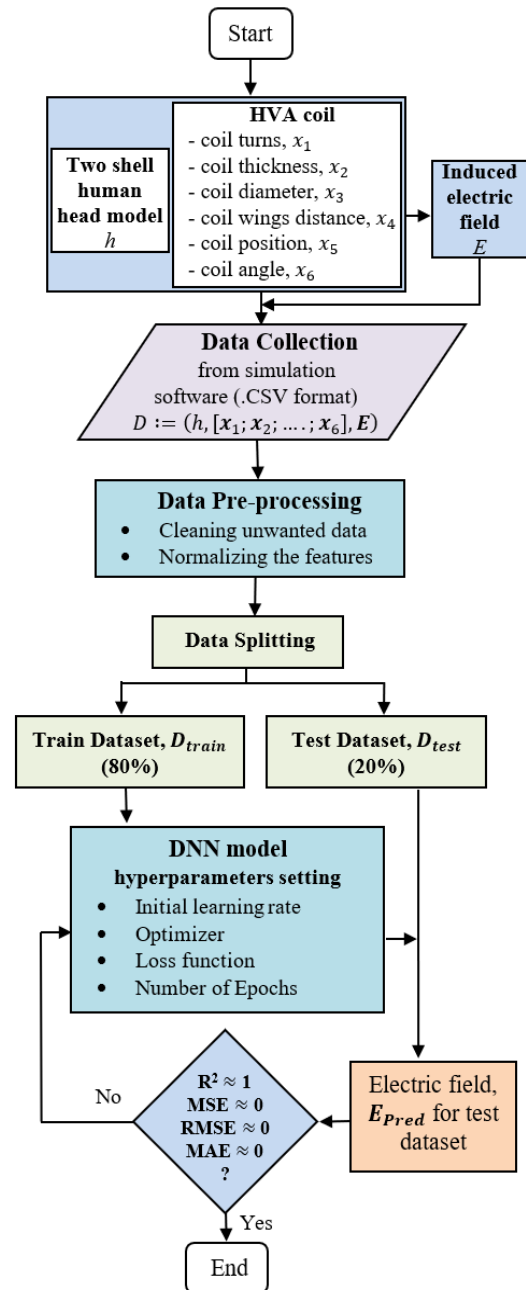 Start
Two shell
human
head model
h
HVA coil
- coil turns, x₁
- coil thickness, x₂
- coil diameter, x₃
- coil wings distance, x₄
- coil position, x₅
- coil angle, x₆
Induced
electric
field
E
Data Collection
from simulation
software (.CSV format)
D := (h, [x₁; x₂; ....; x₆], E)
Data Pre-processing
• Cleaning unwanted data
• Normalizing the features
Data Splitting
Train Dataset, D_train
(80%)
Test Dataset, D_test
(20%)
DNN model
hyperparameters setting
• Initial learning rate
• Optimizer
• Loss function
• Number of Epochs
Electric field,
E_Pred for test
dataset
R² ≈ 1
MSE ≈ 0
RMSE ≈ 0
MAE ≈ 0
?
No
Yes
End